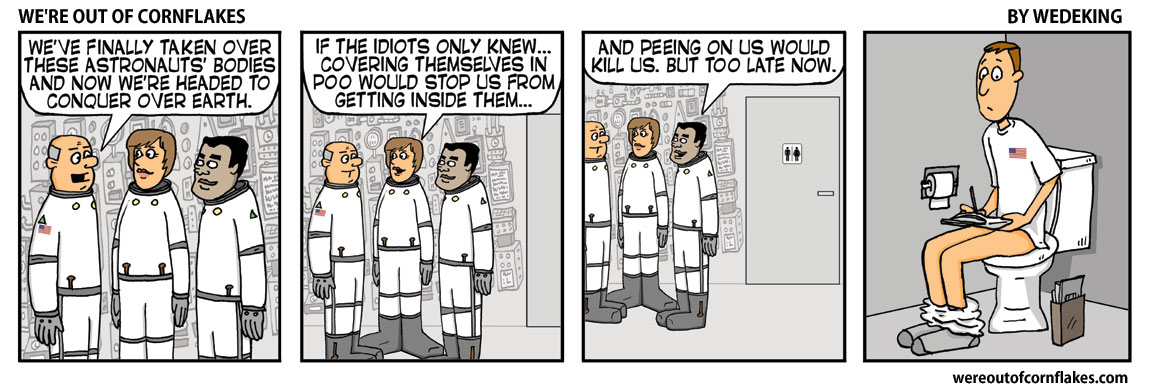 WE'RE OUT OF CORNFLAKES
BY WEDEKING
WE'VE FINALLY TAKEN OVER
THESE ASTRONAUTS' BODIES
AND NOW WE'RE HEADED TO
CONQUER OVER EARTH.
IF THE IDIOTS ONLY KNEW...
COVERING THEMSELVES IN
POO WOULD STOP US FROM
GETTING INSIDE THEM...
AND PEEING ON US WOULD
KILL US. BUT TOO LATE NOW.
wereoutofcornflakes.com